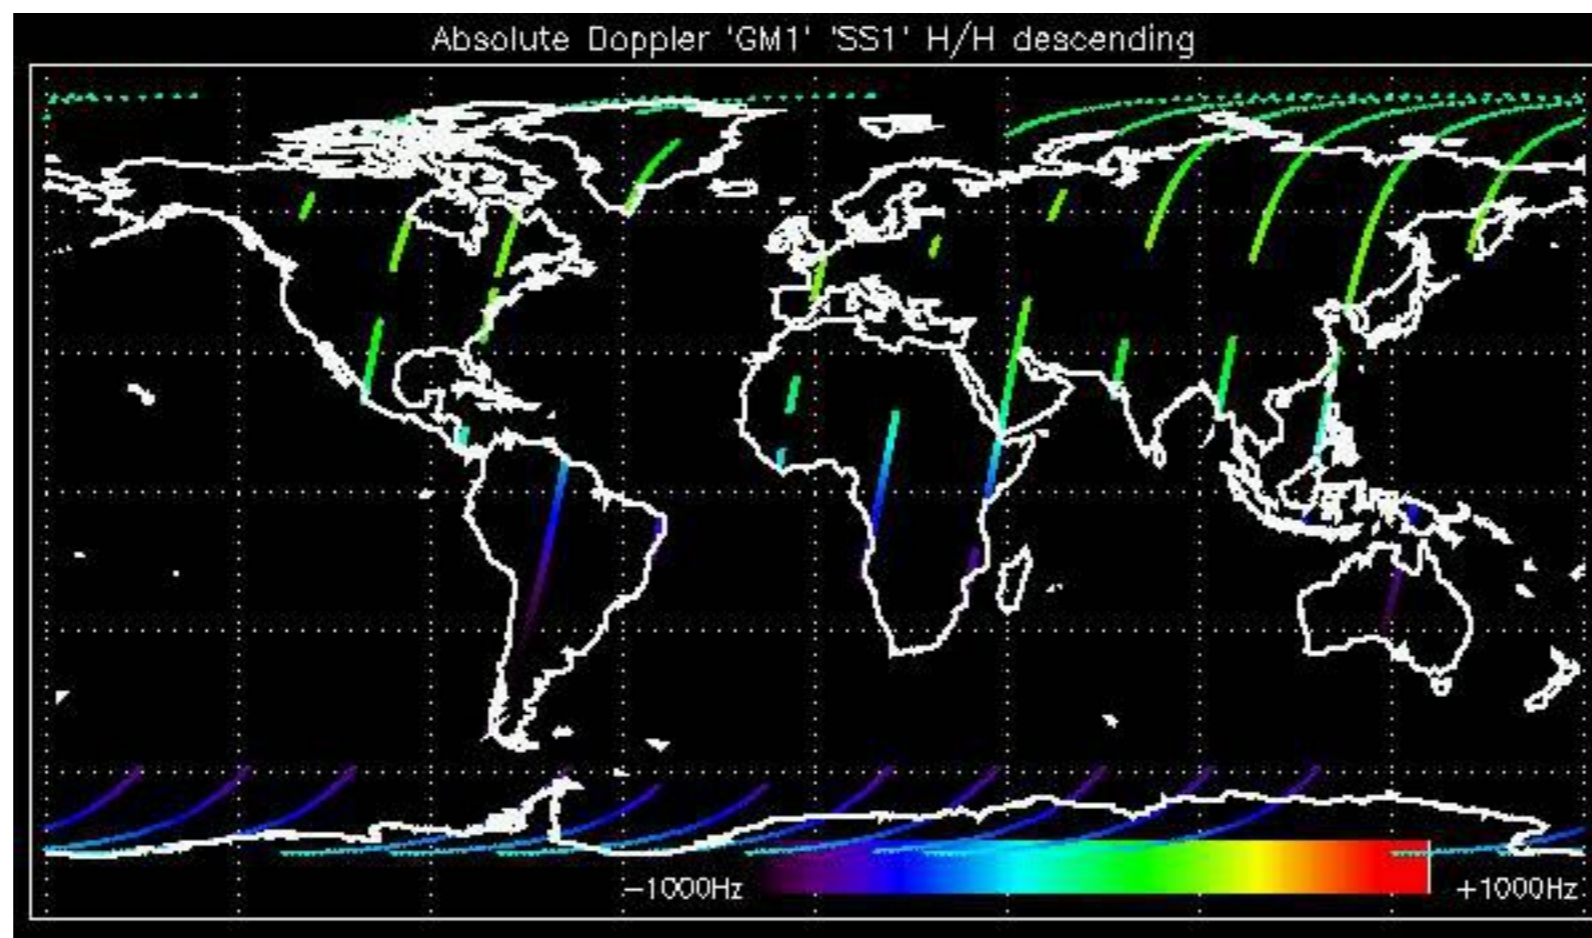 Absolute Doppler 'GM1' 'SS1' H/H descending
-1000Hz +1000Hz